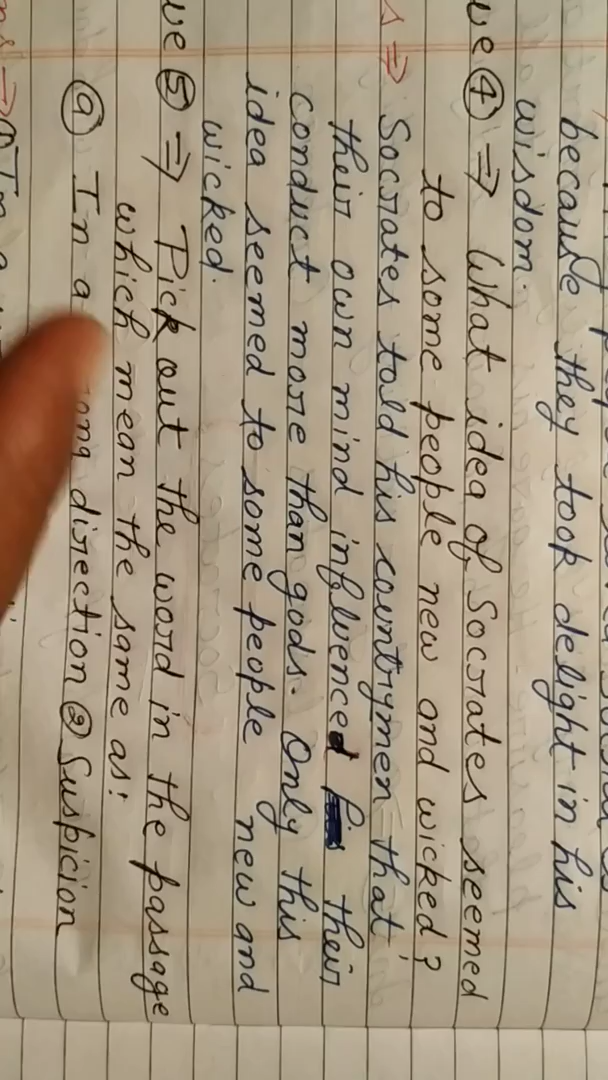 because they took delight in his
wisdom.
ue ④ ⇒ What idea of Socrates seemed
to some people new and wicked?
s ⇒ Socrates told his countrymen that
their own mind influenced their
conduct more than gods. Only this
idea seemed to some people new and
wicked.
ue ⑤ ⇒ Pick out the word in the passage
which mean the same as:
ⓐ In a direction ② Suspicion